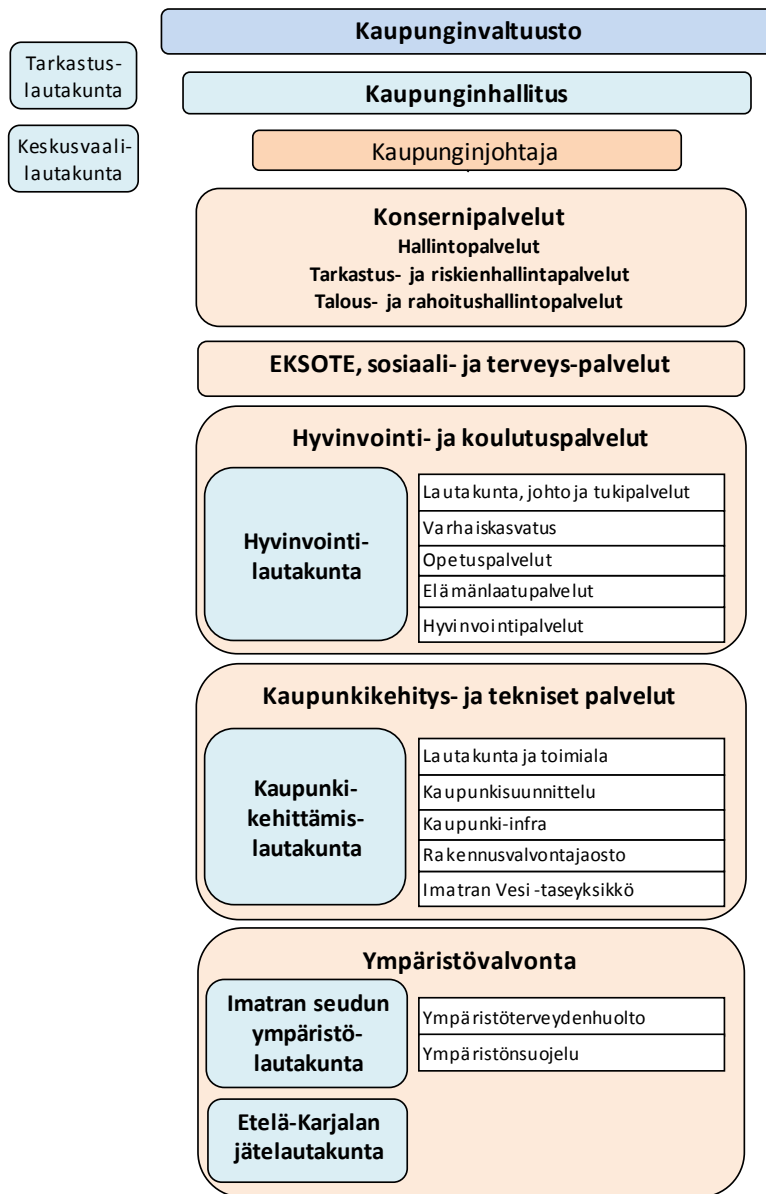 Kaupunginvaltuusto
Tarkastus-
lautakunta
Kaupunginhallitus
Keskusvaali-
lautakunta
Kaupunginjohtaja
Konsernipalvelut
Hallintopalvelut
Tarkastus- ja riskienhallintapalvelut
Talous- ja rahoitushallintopalvelut
EKSOTE, sosiaali- ja terveys-palvelut
Hyvinvointi- ja koulutuspalvelut
Hyvinvointi-
lautakunta
Lautakunta, johto ja tukipalvelut
Varhaiskasvatus
Opetuspalvelut
Elämänlaatupalvelut
Hyvinvointipalvelut
Kaupunkikehitys- ja tekniset palvelut
Kaupunki-
kehittämis-
lautakunta
Lautakunta ja toimiala
Kaupunkisuunnittelu
Kaupunki-infra
Rakennusvalvontajaosto
Imatran Vesi -taseyksikkö
Ympäristövalvonta
Imatran seudun
ympäristö-
lautakunta
Ympäristöterveydenhuolto
Ympäristönsuojelu
Etelä-Karjalan
jätelautakunta